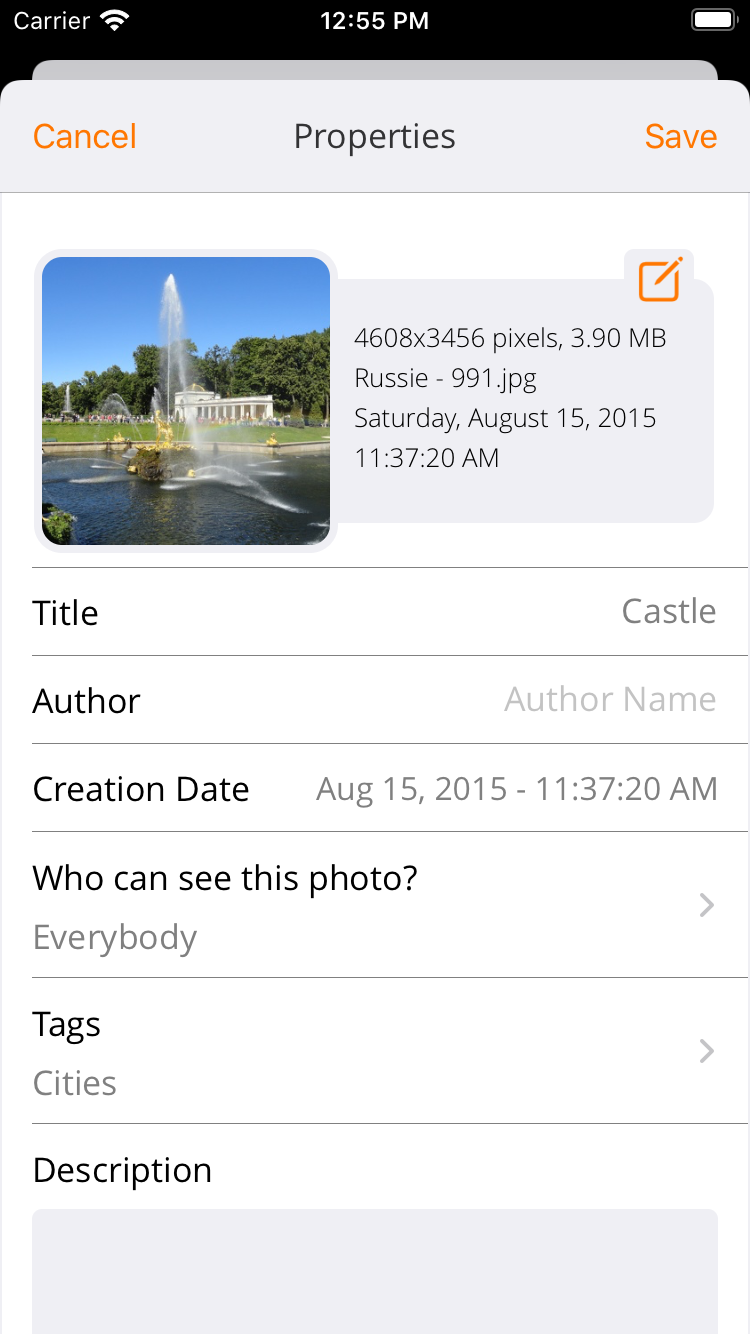 Carrier 12:55 PM
Cancel Properties Save
4608x3456 pixels, 3.90 MB
Russie - 991.jpg
Saturday, August 15, 2015
11:37:20 AM
Title Castle
Author Author Name
Creation Date Aug 15, 2015 - 11:37:20 AM
Who can see this photo?
Everybody
Tags
Cities
Description